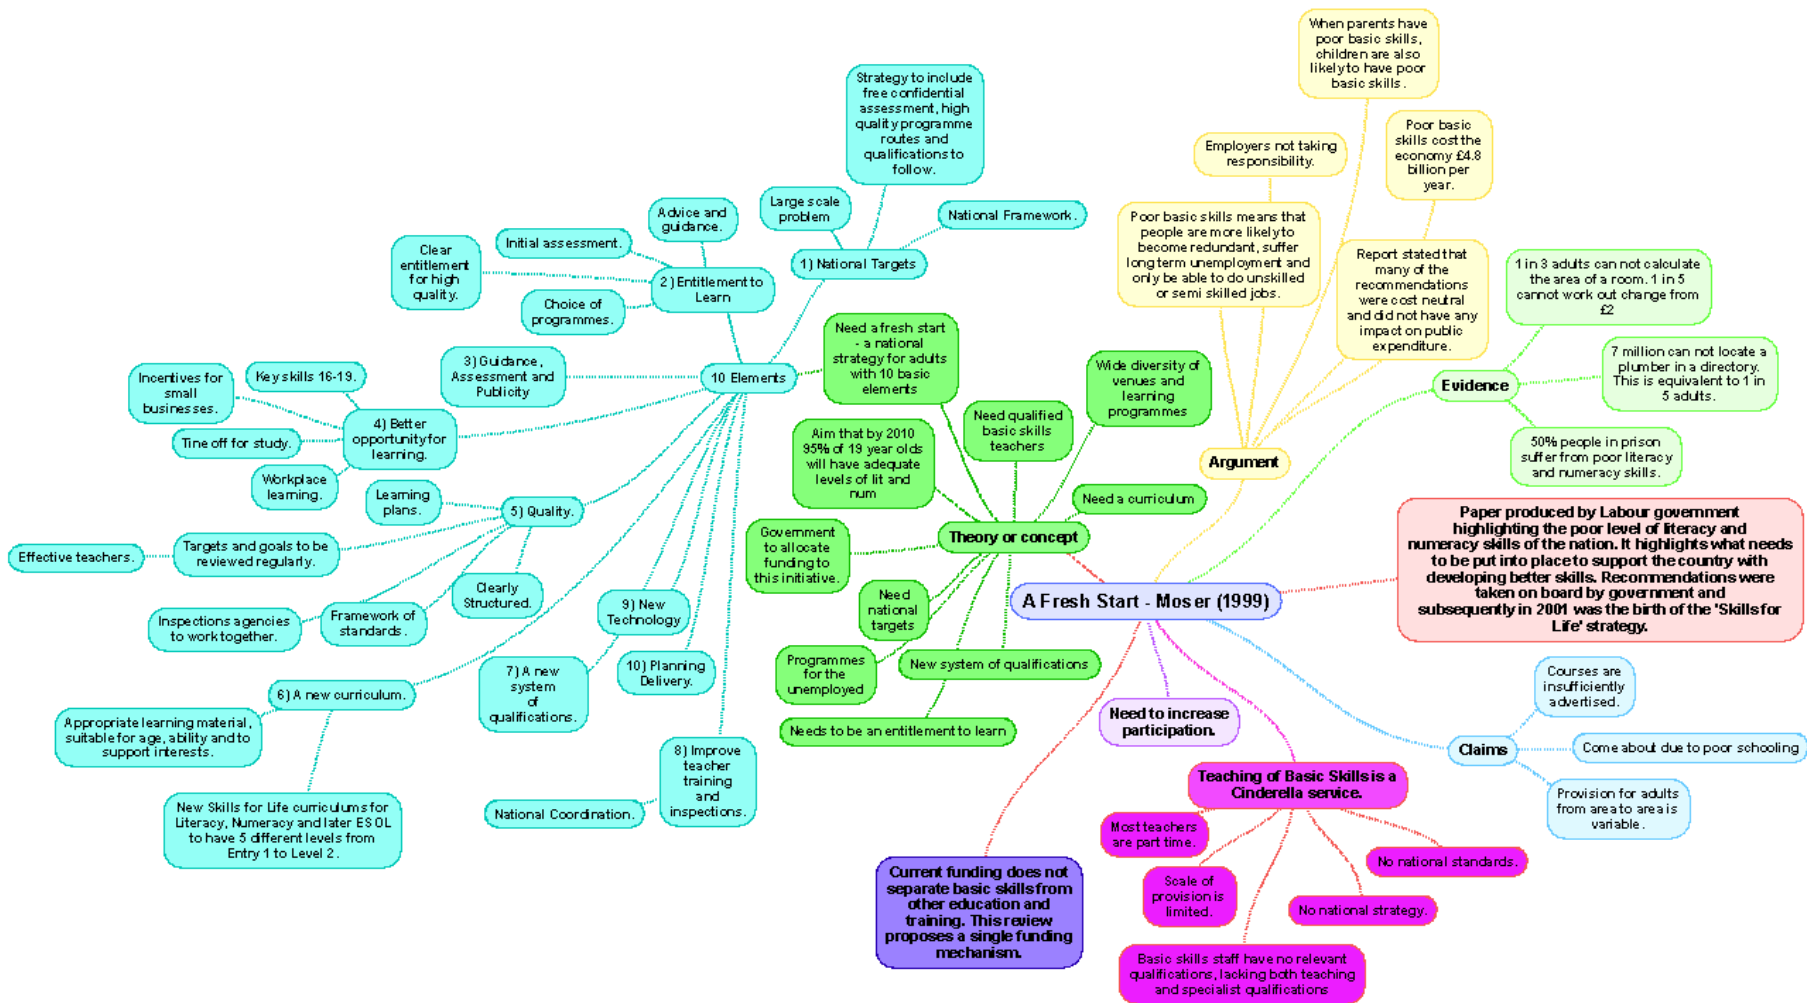 When parents have
poor basic skills,
children are also
likely to have poor
basic skills.
Strategy to include
free confidential
assessment, high
quality programme
routes and
qualifications to
follow.
Poor basic
skills cost the
economy £4.8
billion per
year.
Employers not taking
responsibility.
Large scale
problem
National Framework.
Advice and
guidance.
Initial assessment.
Clear
entitlement
for high
quality.
1) National Targets
2) Entitlement to
Learn
Choice of
programmes.
Poor basic skills means that
people are more likely to
become redundant, suffer
long term unemployment and
only be able to do unskilled
or semi skilled jobs.
Report stated that
many of the
recommendations
were cost neutral
and did not have any
impact on public
expenditure.
1 in 3 adults can not calculate
the area of a room. 1 in 5
cannot work out change from
£2
7 million can not locate a
plumber in a directory.
This is equivalent to 1 in
5 adults.
Evidence
50% people in prison
suffer from poor literacy
and numeracy skills.
Argument
Need a fresh start
- a national
strategy for adults
with 10 basic
elements
10 Elements
3) Guidance,
Assessment and
Publicity
Key skills 16-19.
Incentives for
small
businesses.
4) Better
opportunity for
learning.
Tine off for study.
Workplace
learning.
Wide diversity of
venues and
learning
programmes
Need qualified
basic skills
teachers
Aim that by 2010
95% of 19 year olds
will have adequate
levels of lit and
num
Need a curriculum
Theory or concept
Government
to allocate
funding to
this initiative.
Need
national
targets
Programmes
for the
unemployed
New system of qualifications
Needs to be an entitlement to learn
Learning
plans.
5) Quality.
Targets and goals to be
reviewed regularly.
Effective teachers.
Clearly
Structured.
Framework of
standards.
Inspections agencies
to work together.
9) New
Technology
10) Planning
Delivery.
7) A new
system
of
qualifications.
6) A new curriculum.
Appropriate learning material,
suitable for age, ability and to
support interests.
New Skills for Life curriculums for
Literacy, Numeracy and later ESOL
to have 5 different levels from
Entry 1 to Level 2.
8) Improve
teacher
training
and
inspections.
National Coordination.
A Fresh Start - Moser (1999)
Paper produced by Labour government
highlighting the poor level of literacy and
numeracy skills of the nation. It highlights what needs
to be put into place to support the country with
developing better skills. Recommendations were
taken on board by government and
subsequently in 2001 was the birth of the 'Skills for
Life' strategy.
Need to increase
participation.
Courses are
insufficiently
advertised.
Claims
Come about due to poor schooling
Provision for adults
from area to area is
variable.
Teaching of Basic Skills is a
Cinderella service.
Most teachers
are part time.
Scale of
provision is
limited.
No national standards.
No national strategy.
Basic skills staff have no relevant
qualifications, lacking both teaching
and specialist qualifications
Current funding does not
separate basic skills from
other education and
training. This review
proposes a single funding
mechanism.